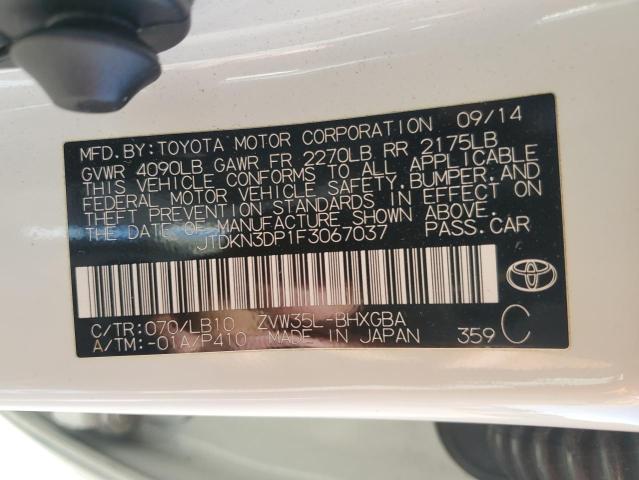 MFD.BY:TOYOTA MOTOR CORPORATION 09/14
GVWR 4090LB GAWR FR 2270LB RR 2175LB
THIS VEHICLE CONFORMS TO ALL APPLICABLE
FEDERAL MOTOR VEHICLE SAFETY,BUMPER,AND
THEFT PREVENTION STANDARDS IN EFFECT ON
THE DATE OF MANUFACTURE SHOWN ABOVE.
JTDKN3DP1F3067037 PASS.CAR
C/TR:070/LB10 ZVW35L-BHXGBA
A/TM:-01A/P410 MADE IN JAPAN 359 C